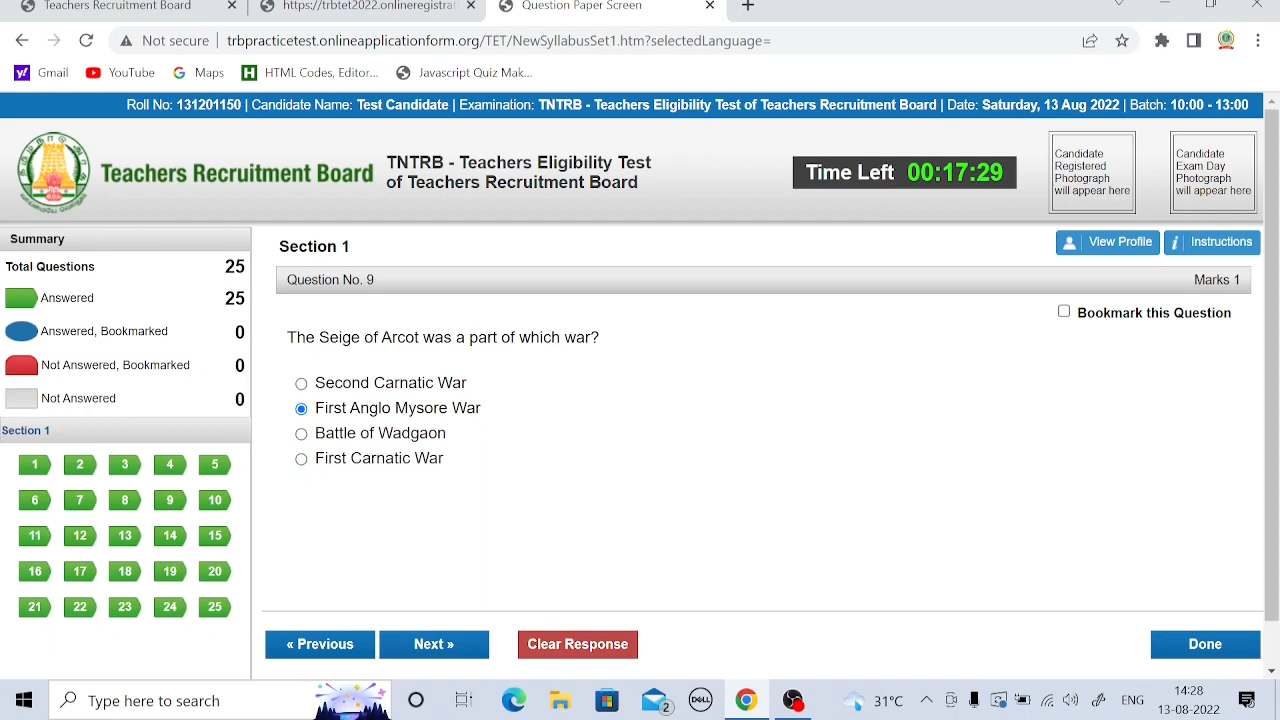 Teachers Recruitment Board
https://trbtet2022.onlineregistra
Question Paper Screen
Not secure
trbpracticetest.onlineapplicationform.org/TET/NewSyllabusSet1.htm?selectedLanguage=
Gmail
YouTube
Maps
HTML Codes, Editor...
Javascript Quiz Mak...
Roll No: 131201150 | Candidate Name: Test Candidate | Examination: TNTRB - Teachers Eligibility Test of Teachers Recruitment Board | Date: Saturday, 13 Aug 2022 | Batch: 10:00 - 13:00
Teachers Recruitment Board
TNTRB - Teachers Eligibility Test
of Teachers Recruitment Board
Time Left 00:17:29
Candidate
Registered
Photograph
will appear here
Candidate
Exam Day
Photograph
will appear here
Summary
Total Questions 25
Answered 25
Answered, Bookmarked 0
Not Answered, Bookmarked 0
Not Answered 0
Section 1
1 2 3 4 5
6 7 8 9 10
11 12 13 14 15
16 17 18 19 20
21 22 23 24 25
Section 1
View Profile
Instructions
Question No. 9
Marks 1
Bookmark this Question
The Seige of Arcot was a part of which war?
Second Carnatic War
First Anglo Mysore War
Battle of Wadgaon
First Carnatic War
« Previous
Next »
Clear Response
Done
Type here to search
DELL
2
31°C
ENG
14:28
13-08-2022